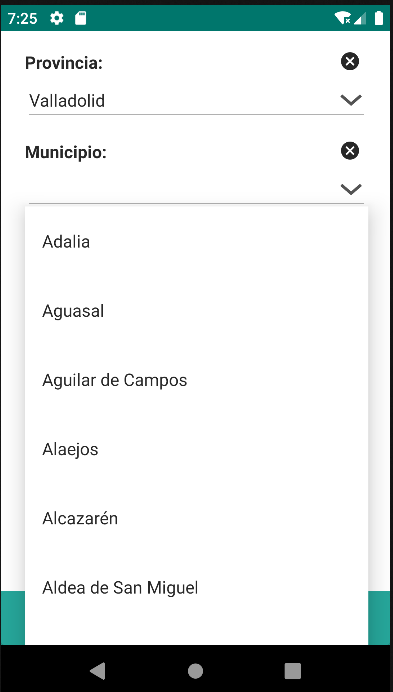 7:25
Provincia:
Valladolid
Municipio:
Adalia
Aguasal
Aguilar de Campos
Alaejos
Alcazarén
Aldea de San Miguel